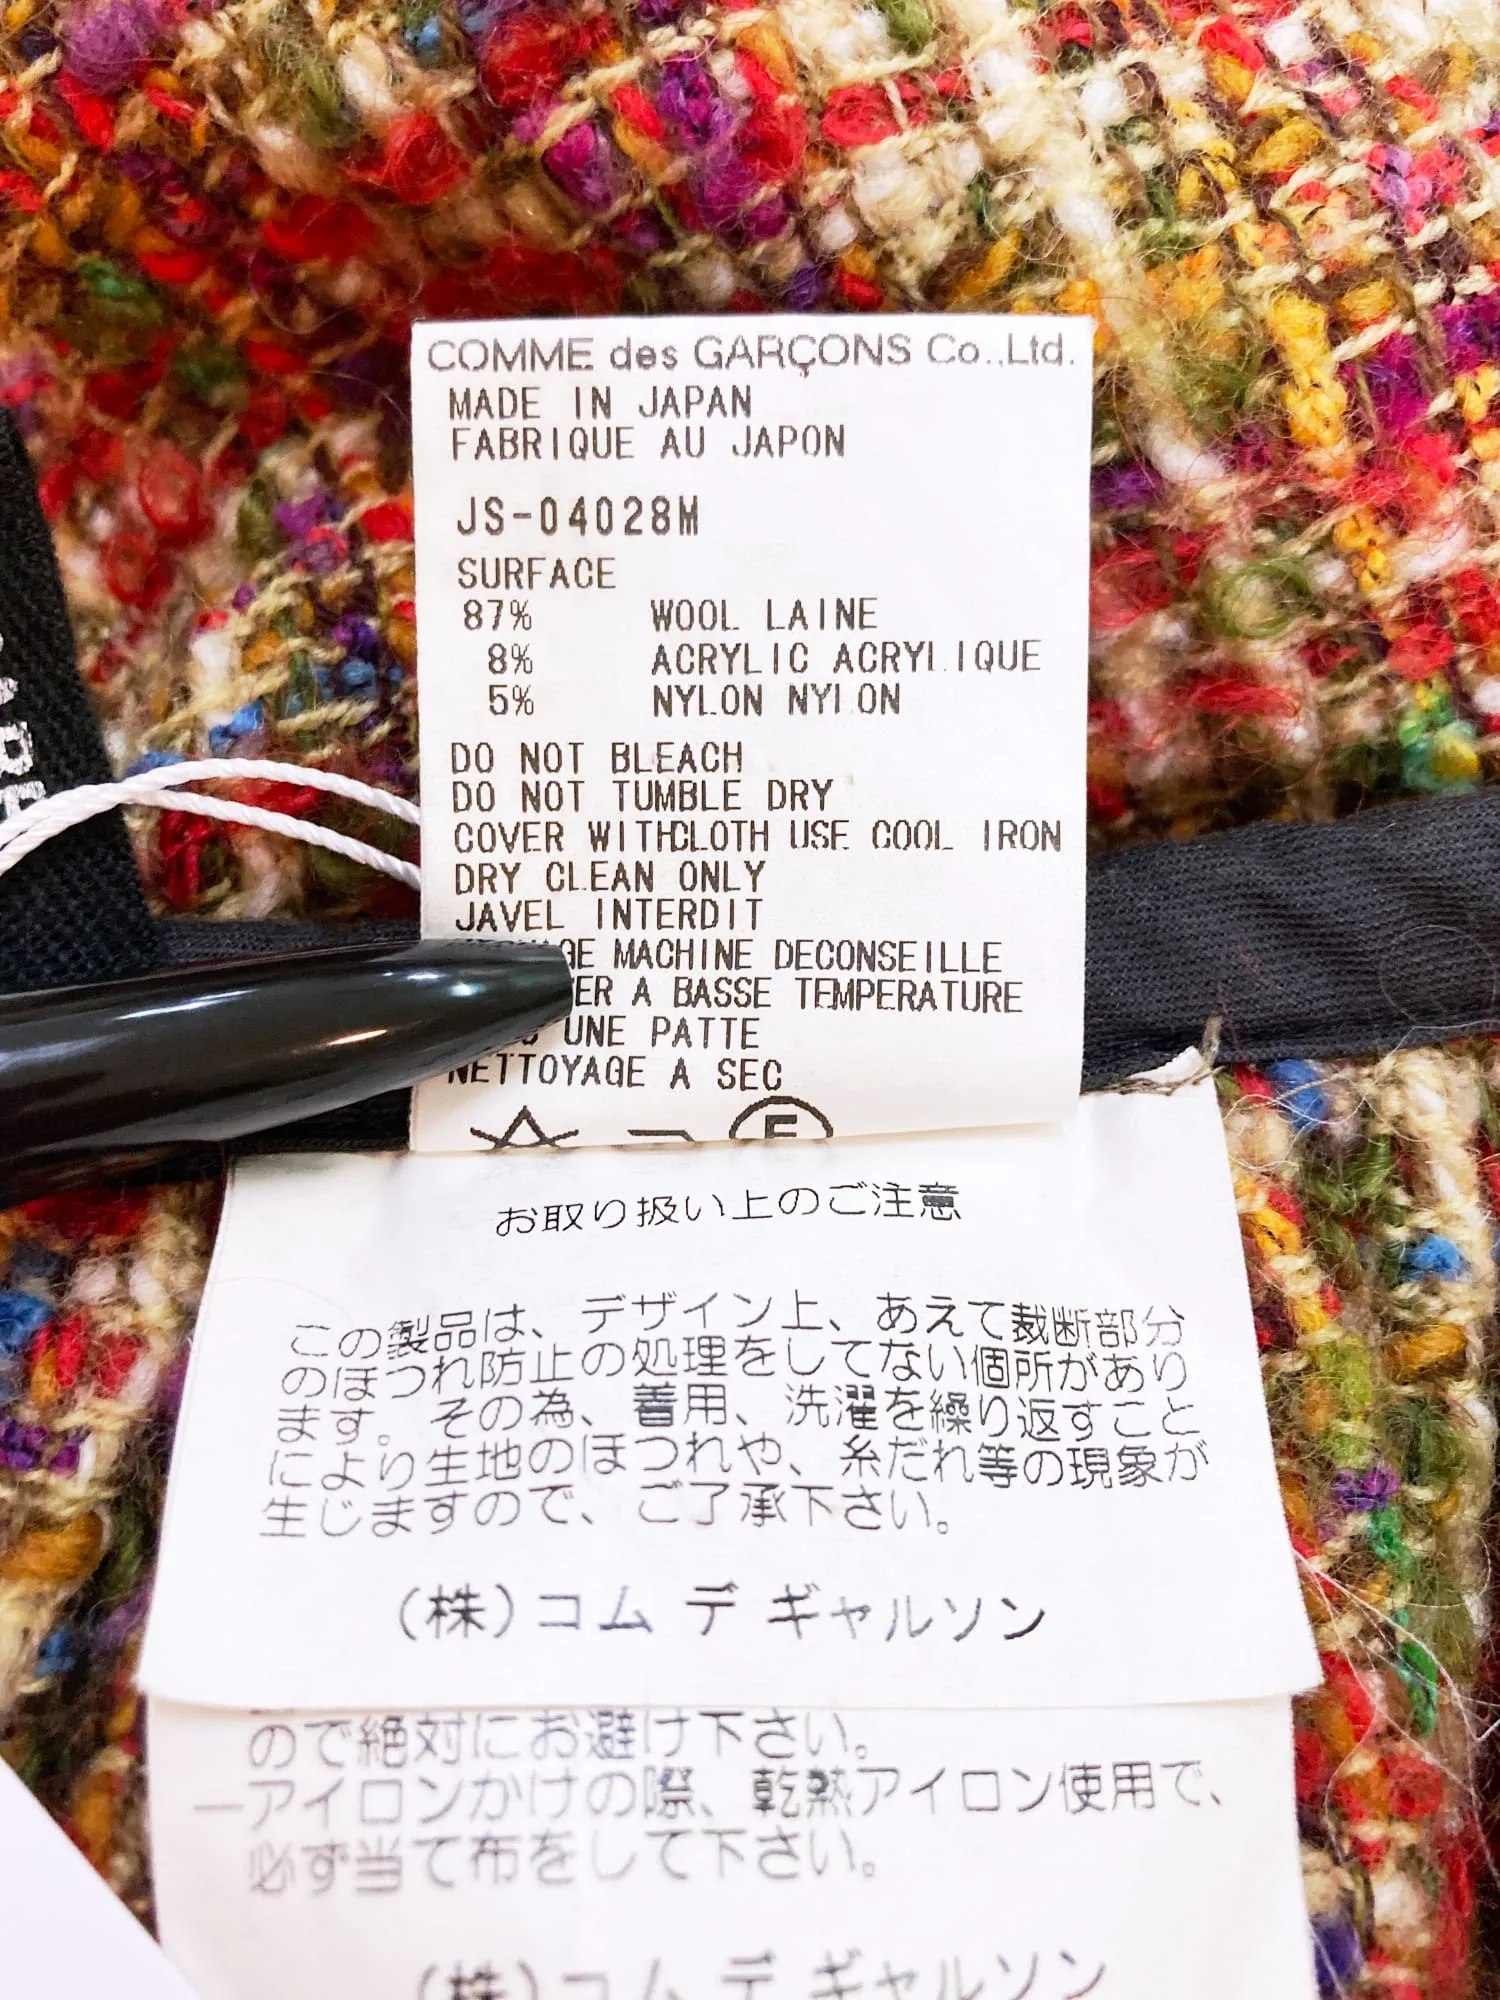 COMME des GARÇONS Co.,Ltd.
MADE IN JAPAN
FABRIQUE AU JAPON
JS-04028M
SURFACE
87% WOOL LAINE
8% ACRYLIC ACRYLIQUE
5% NYLON NYLON
DO NOT BLEACH
DO NOT TUMBLE DRY
COVER WITHCLOTH USE COOL IRON
DRY CLEAN ONLY
JAVEL INTERDIT
MACHINE DECONSEILLE
A BASSE TEMPERATURE
UNE PATTE
NETTOYAGE A SEC
お取り扱い上のご注意
この製品は、デザイン上、あえて裁断部分
のほつれ防止の処理をしてない個所があり
ます。その為、着用、洗濯を繰り返すこと
により生地のほつれや、糸だれ等の現象が
生じますので、ご了承下さい。
(株)コム デ ギャルソン
ので絶対にお避け下さい。
—アイロンかけの際、乾熱アイロン使用で、
必ず当て布をして下さい。
(株)コム デ ギャルソン